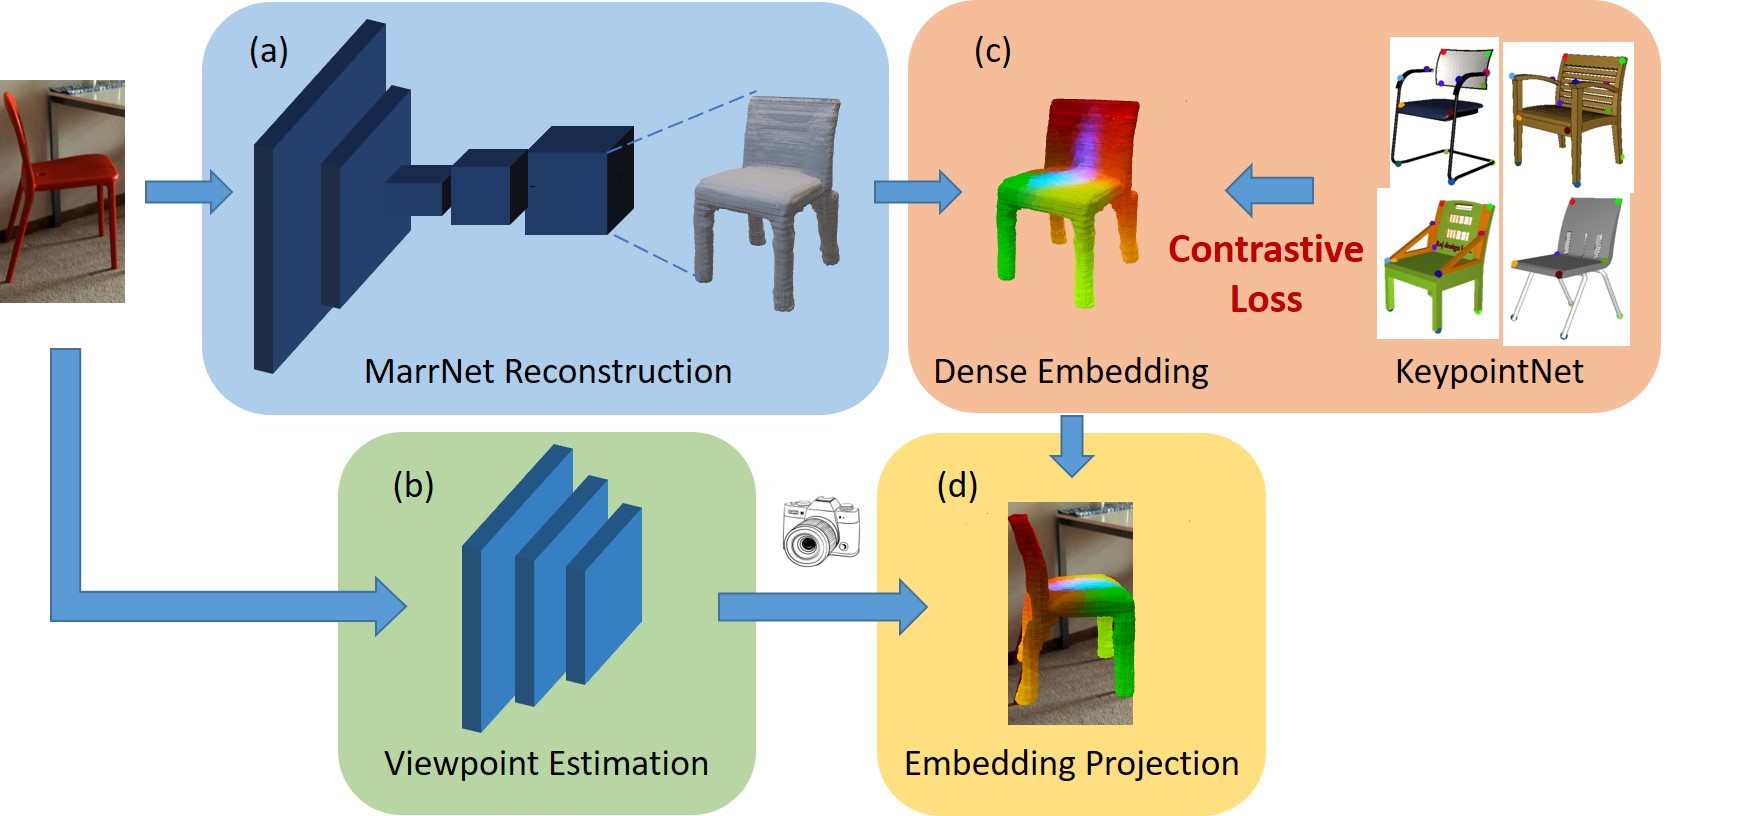 (a)
MarrNet Reconstruction
(c)
Contrastive
Loss
Dense Embedding
KeypointNet
(b)
Viewpoint Estimation
(d)
Embedding Projection